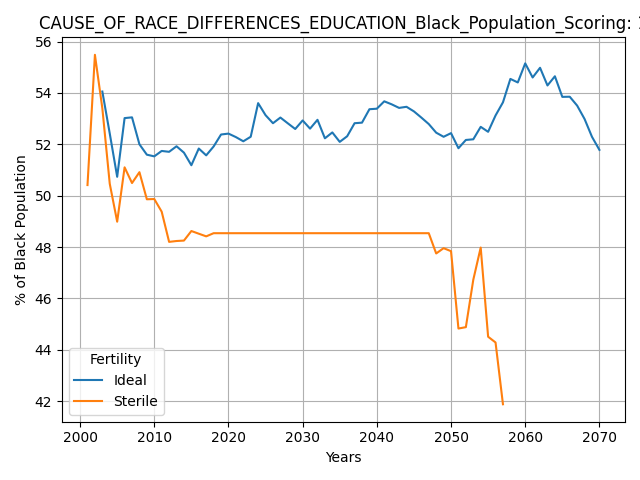 CAUSE_OF_RACE_DIFFERENCES_EDUCATION_Black_Population_Scoring:
56
54
52
50
48
46
44
42
% of Black Population
Fertility
Ideal
Sterile
2000 2010 2020 2030 2040 2050 2060 2070
Years